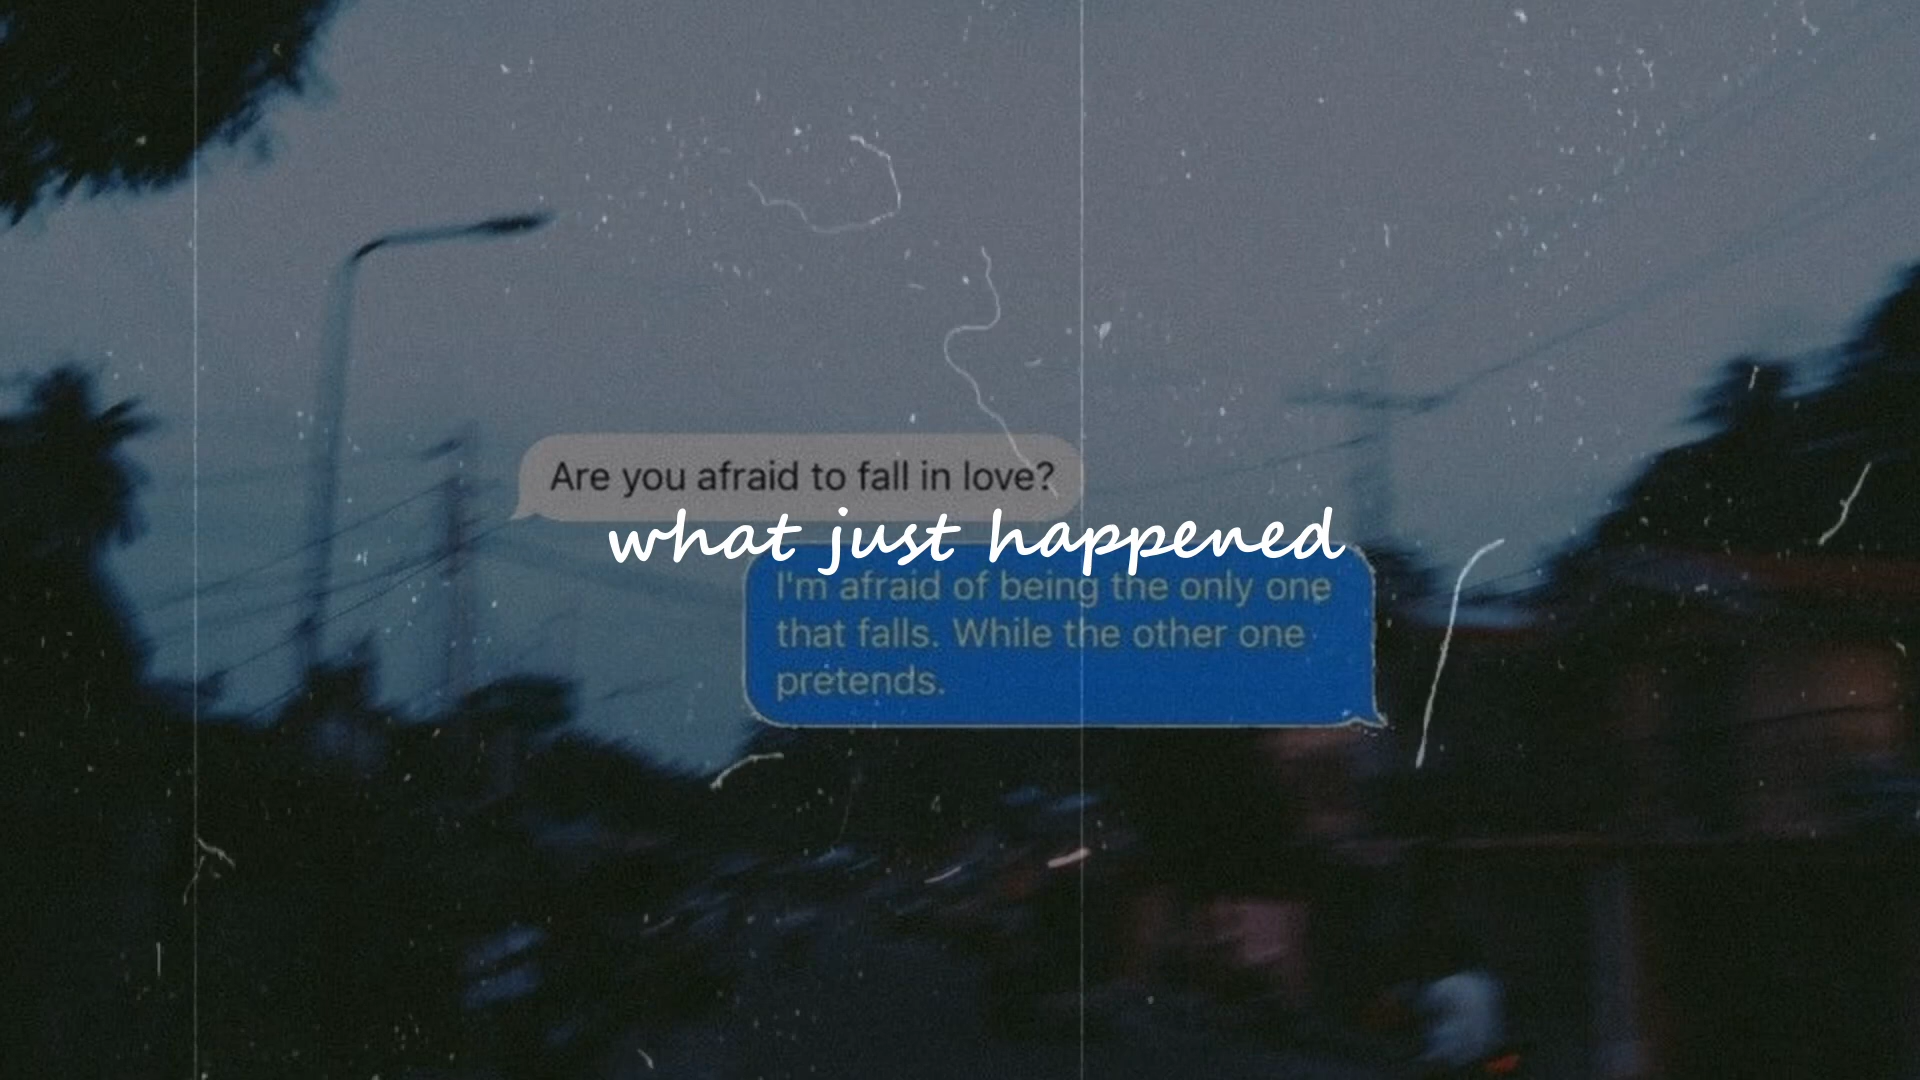 Are you afraid to fall in love?
what just happened
I'm afraid of being the only one
that falls. While the other one
pretends.